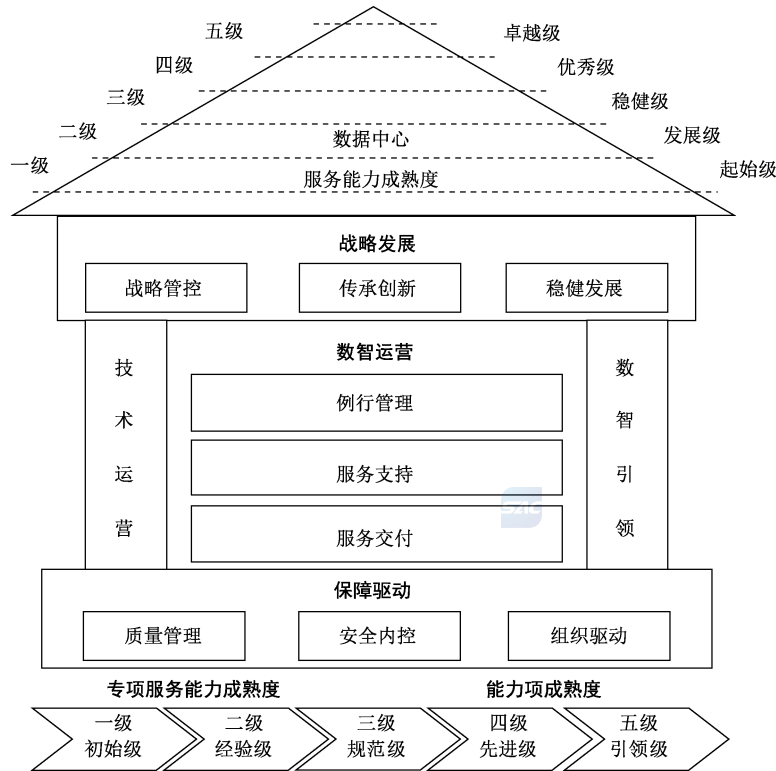 五级
卓越级
四级
优秀级
三级
稳健级
二级
发展级
数据中心
一级
起始级
服务能力成熟度
战略发展
战略管控
传承创新
稳健发展
技术运营
数智运营
例行管理
服务支持
服务交付
数智引领
SZIC
保障驱动
质量管理
安全内控
组织驱动
专项服务能力成熟度
能力项成熟度
一级
初始级
二级
经验级
三级
规范级
四级
先进级
五级
引领级